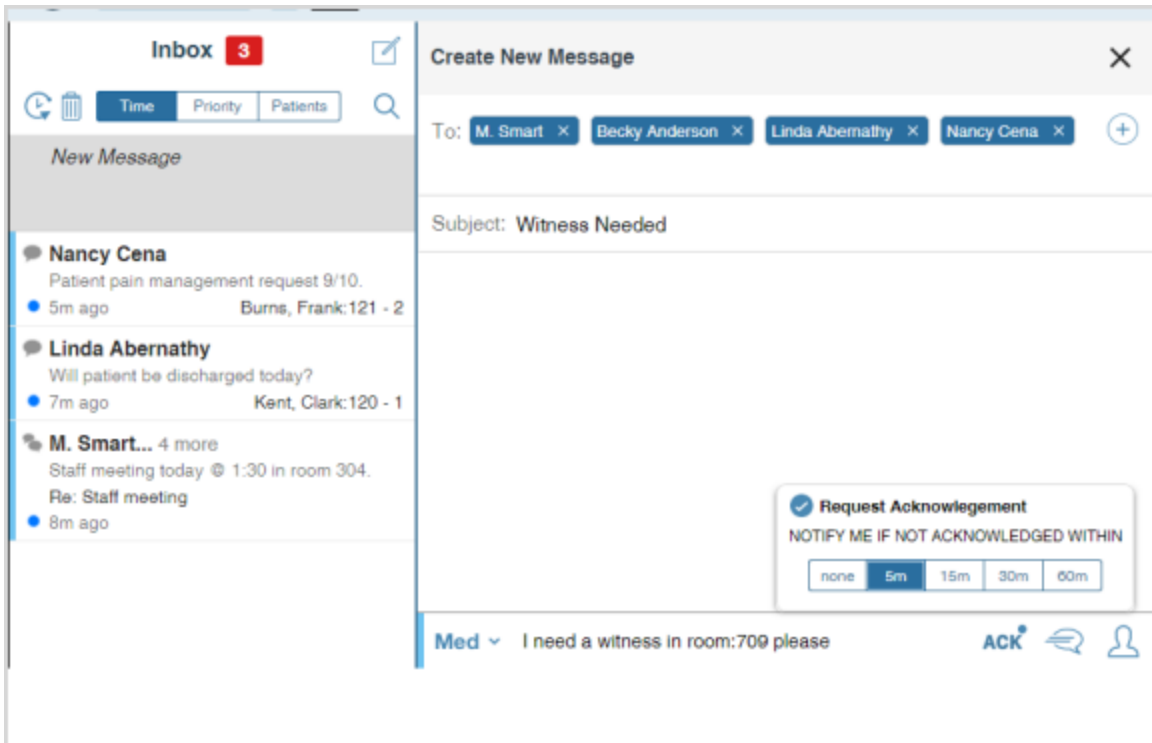 Inbox 3
Time Priority Patients
New Message
Nancy Cena
Patient pain management request 9/10.
5m ago Burns, Frank:121 - 2
Linda Abernathy
Will patient be discharged today?
7m ago Kent, Clark:120 - 1
M. Smart... 4 more
Staff meeting today @ 1:30 in room 304.
Re: Staff meeting
8m ago
Create New Message
To: M. Smart × Becky Anderson × Linda Abernathy × Nancy Cena ×
Subject: Witness Needed
Request Acknowlegement
NOTIFY ME IF NOT ACKNOWLEDGED WITHIN
none 5m 15m 30m 60m
Med I need a witness in room:709 please ACK